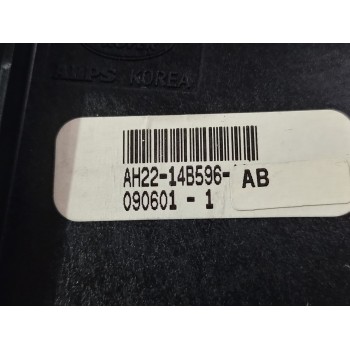 ALPS KOREA
AH22-14B596- AB
090601 - 1